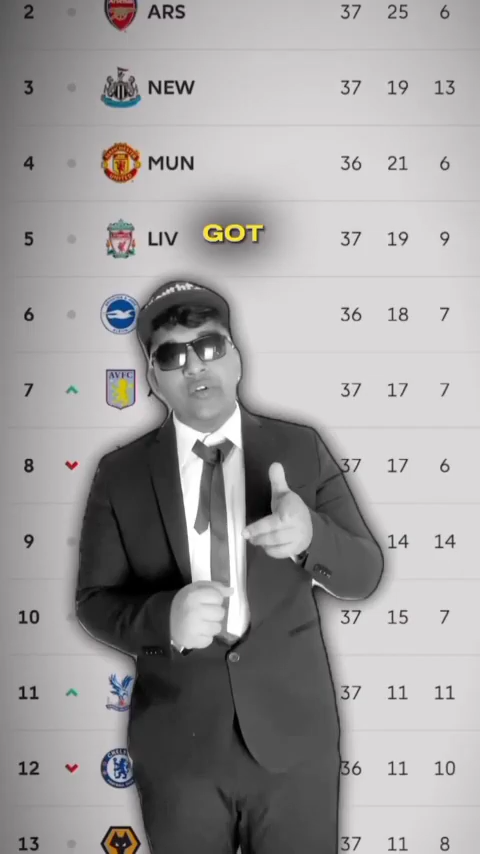 2 ARS 37 25 6
3 NEW 37 19 13
4 MUN 36 21 6
5 LIV GOT 37 19 9
6 36 18 7
7 AVFC 37 17 7
8 37 17 6
9 14 14
10 37 15 7
11 37 11 11
12 36 11 10
13 37 11 8